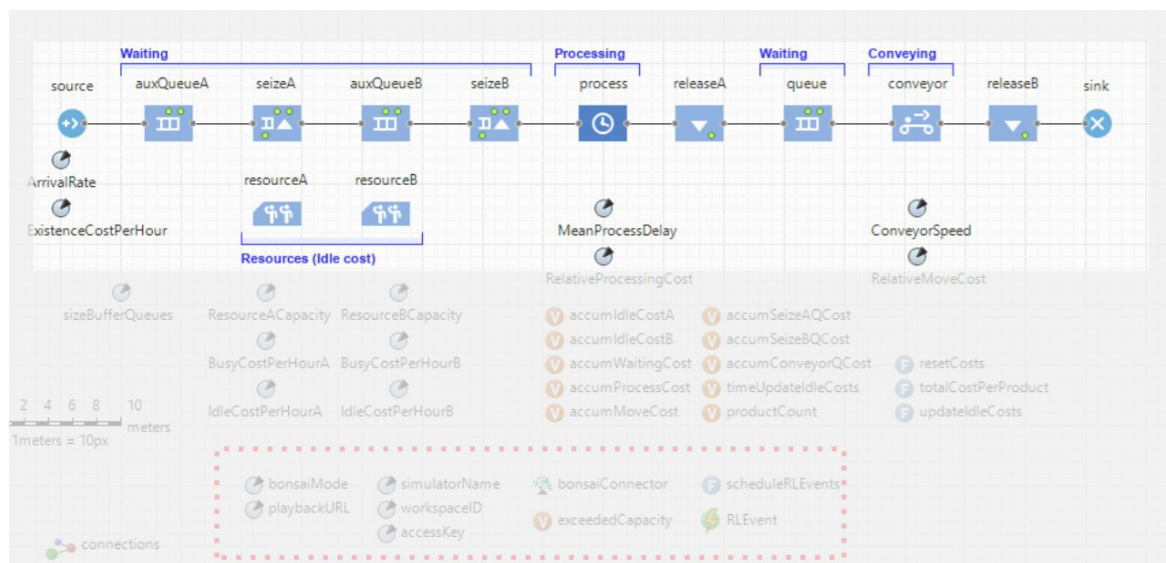 Waiting Processing Waiting Conveying
source auxQueueA seizeA auxQueueB seizeB process releaseA queue conveyor releaseB sink
ArrivalRate resourceA resourceB
ExistenceCostPerHour MeanProcessDelay ConveyorSpeed
Resources (Idle cost)
RelativeProcessingCost RelativeMoveCost
sizeBufferQueues ResourceACapacity ResourceBCapacity accumIdleCostA accumSeizeAQCost
accumIdleCostB accumSeizeBQCost
BusyCostPerHourA BusyCostPerHourB accumWaitingCost accumConveyorQCost resetCosts
accumProcessCost timeUpdateIdleCosts totalCostPerProduct
2 4 6 8 10 IdleCostPerHourA IdleCostPerHourB accumMoveCost productCount updateIdleCosts
meters
1meters = 10px
bonsaiMode simulatorName bonsaiConnector scheduleRLEvents
playbackURL workspaceID exceededCapacity RLEvent
accessKey
connections